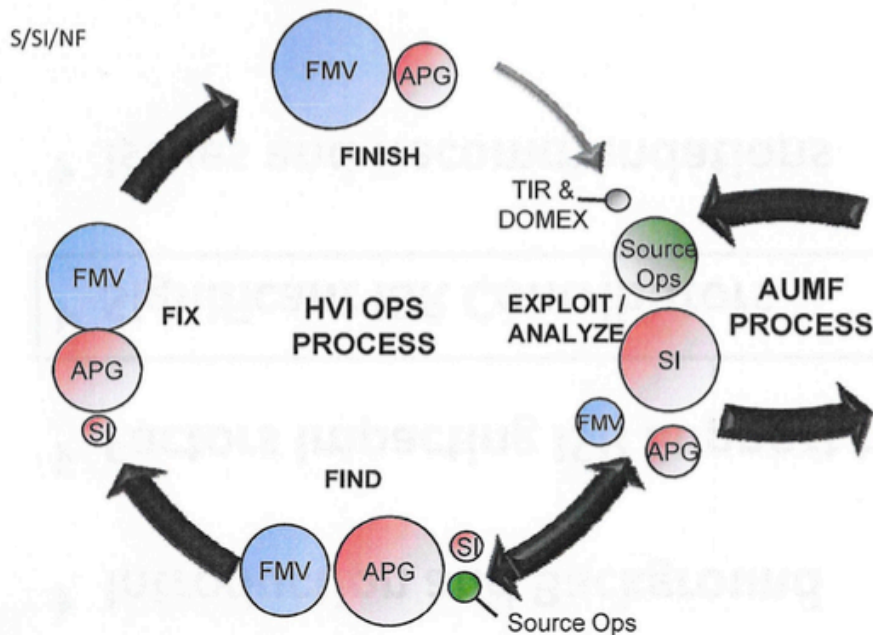 S/SI/NF
FMV
APG
FINISH
TIR &
DOMEX
Source
Ops
FMV
FIX
HVI OPS
PROCESS
EXPLOIT /
ANALYZE
AUMF
PROCESS
SI
APG
SI
FMV
APG
FIND
FMV
APG
SI
Source Ops